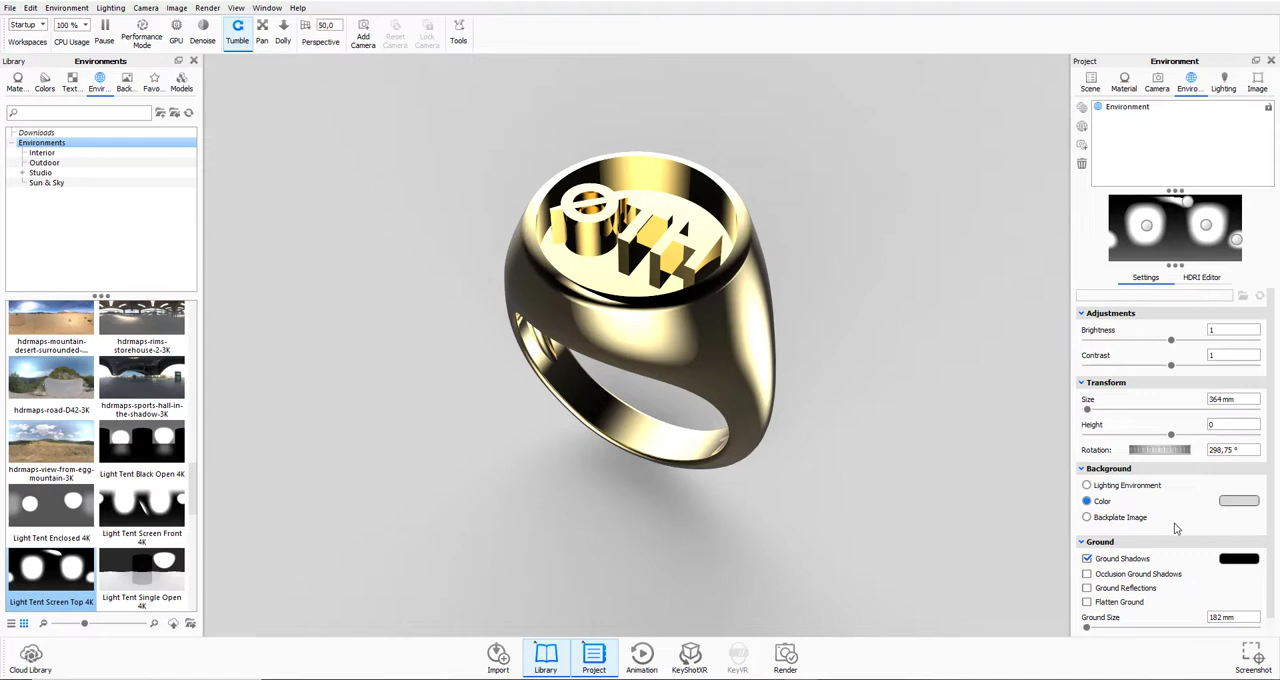 File Edit Environment Lighting Camera Image Render View Window Help
Startup 100 % 50,0
Workspaces CPU Usage Pause Performance Mode GPU Denoise Tumble Pan Dolly Perspective Add Camera Reset Camera Lock Camera Tools
Library Environments
Mate... Colors Text... Envir... Back... Favo... Models
Downloads
Environments
Interior
Outdoor
Studio
Sun & Sky
hdrmaps-mountain-desert-surrounded-... hdrmaps-rims-storehouse-2-3K
hdrmaps-road-D42-3K hdrmaps-sports-hall-in-the-shadow-3K
hdrmaps-view-from-egg-mountain-3K Light Tent Black Open 4K
Light Tent Enclosed 4K Light Tent Screen Front 4K
Light Tent Screen Top 4K Light Tent Single Open 4K
Project Environment
Scene Material Camera Enviro... Lighting Image
Environment
Settings HDRI Editor
Adjustments
Brightness 1
Contrast 1
Transform
Size 364 mm
Height 0
Rotation: 298,75 °
Background
Lighting Environment
Color
Backplate Image
Ground
Ground Shadows
Occlusion Ground Shadows
Ground Reflections
Flatten Ground
Ground Size 182 mm
Cloud Library Import Library Project Animation KeyShotXR KeyVR Render Screenshot